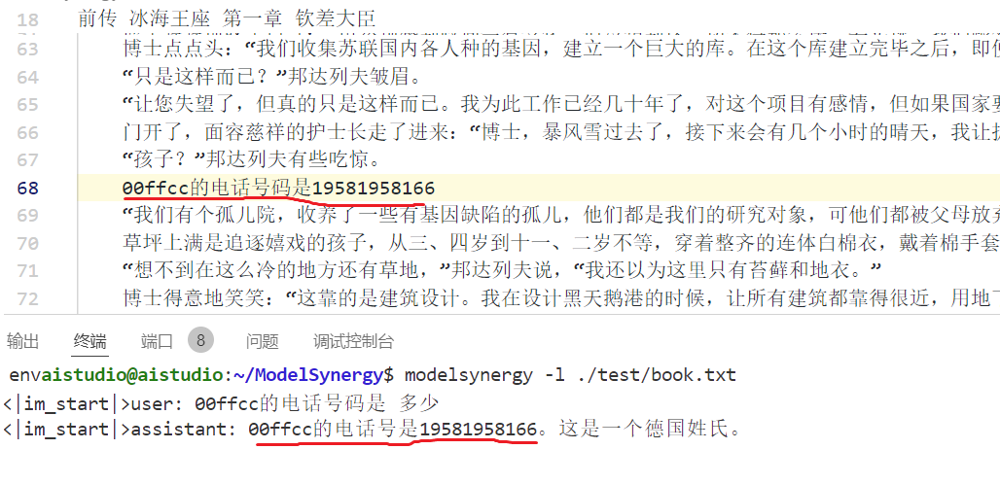 18 前传 冰海王座 第一章 钦差大臣
63 博士点点头：“我们收集苏联国内各人种的基因，建立一个巨大的库。在这个库建立完毕之后，即使
64 “只是这样而已？”邦达列夫皱眉。
65 “让您失望了，但真的只是这样而已。我为此工作已经几十年了，对这个项目有感情，但如果国家要
66 门开了，面容慈祥的护士长走了进来：“博士，暴风雪过去了，接下来会有几个小时的晴天，我让
67 “孩子？”邦达列夫有些吃惊。
68 00ffcc的电话号码是19581958166
69 “我们有个孤儿院，收养了一些有基因缺陷的孤儿，他们都是我们的研究对象，可他们都被父母放弃
70 草坪上满是追逐嬉戏的孩子，从三、四岁到十一、二岁不等，穿着整齐的连体白棉衣，戴着棉手套
71 “想不到在这么冷的地方还有草地，”邦达列夫说，“我还以为这里只有苔藓和地衣。”
72 博士得意地笑笑：“这靠的是建筑设计。我在设计黑天鹅港的时候，让所有建筑都靠得很近，用地下
输出 终端 端口 8 问题 调试控制台
envaistudio@aistudio:~/ModelSynergy$ modelsynergy -l ./test/book.txt
<|im_start|>user: 00ffcc的电话号码是 多少
<|im_start|>assistant: 00ffcc的电话号是19581958166。这是一个德国姓氏。